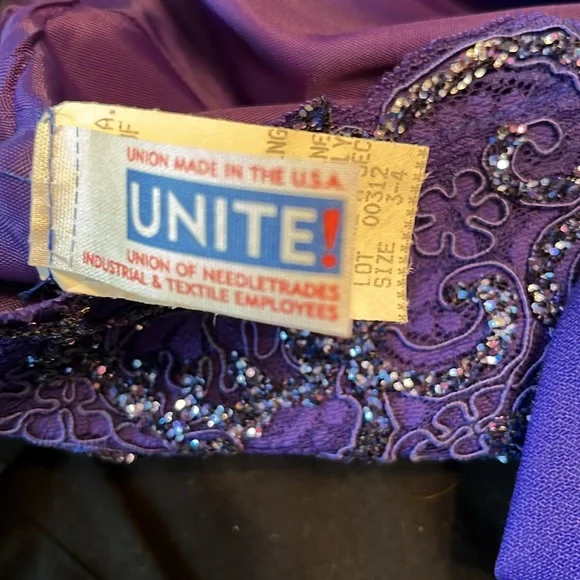 UNION MADE IN THE U.S.A.
UNITE!
UNION OF NEEDLETRADES
INDUSTRIAL & TEXTILE EMPLOYEES
LOT 00312
SIZE 3-4